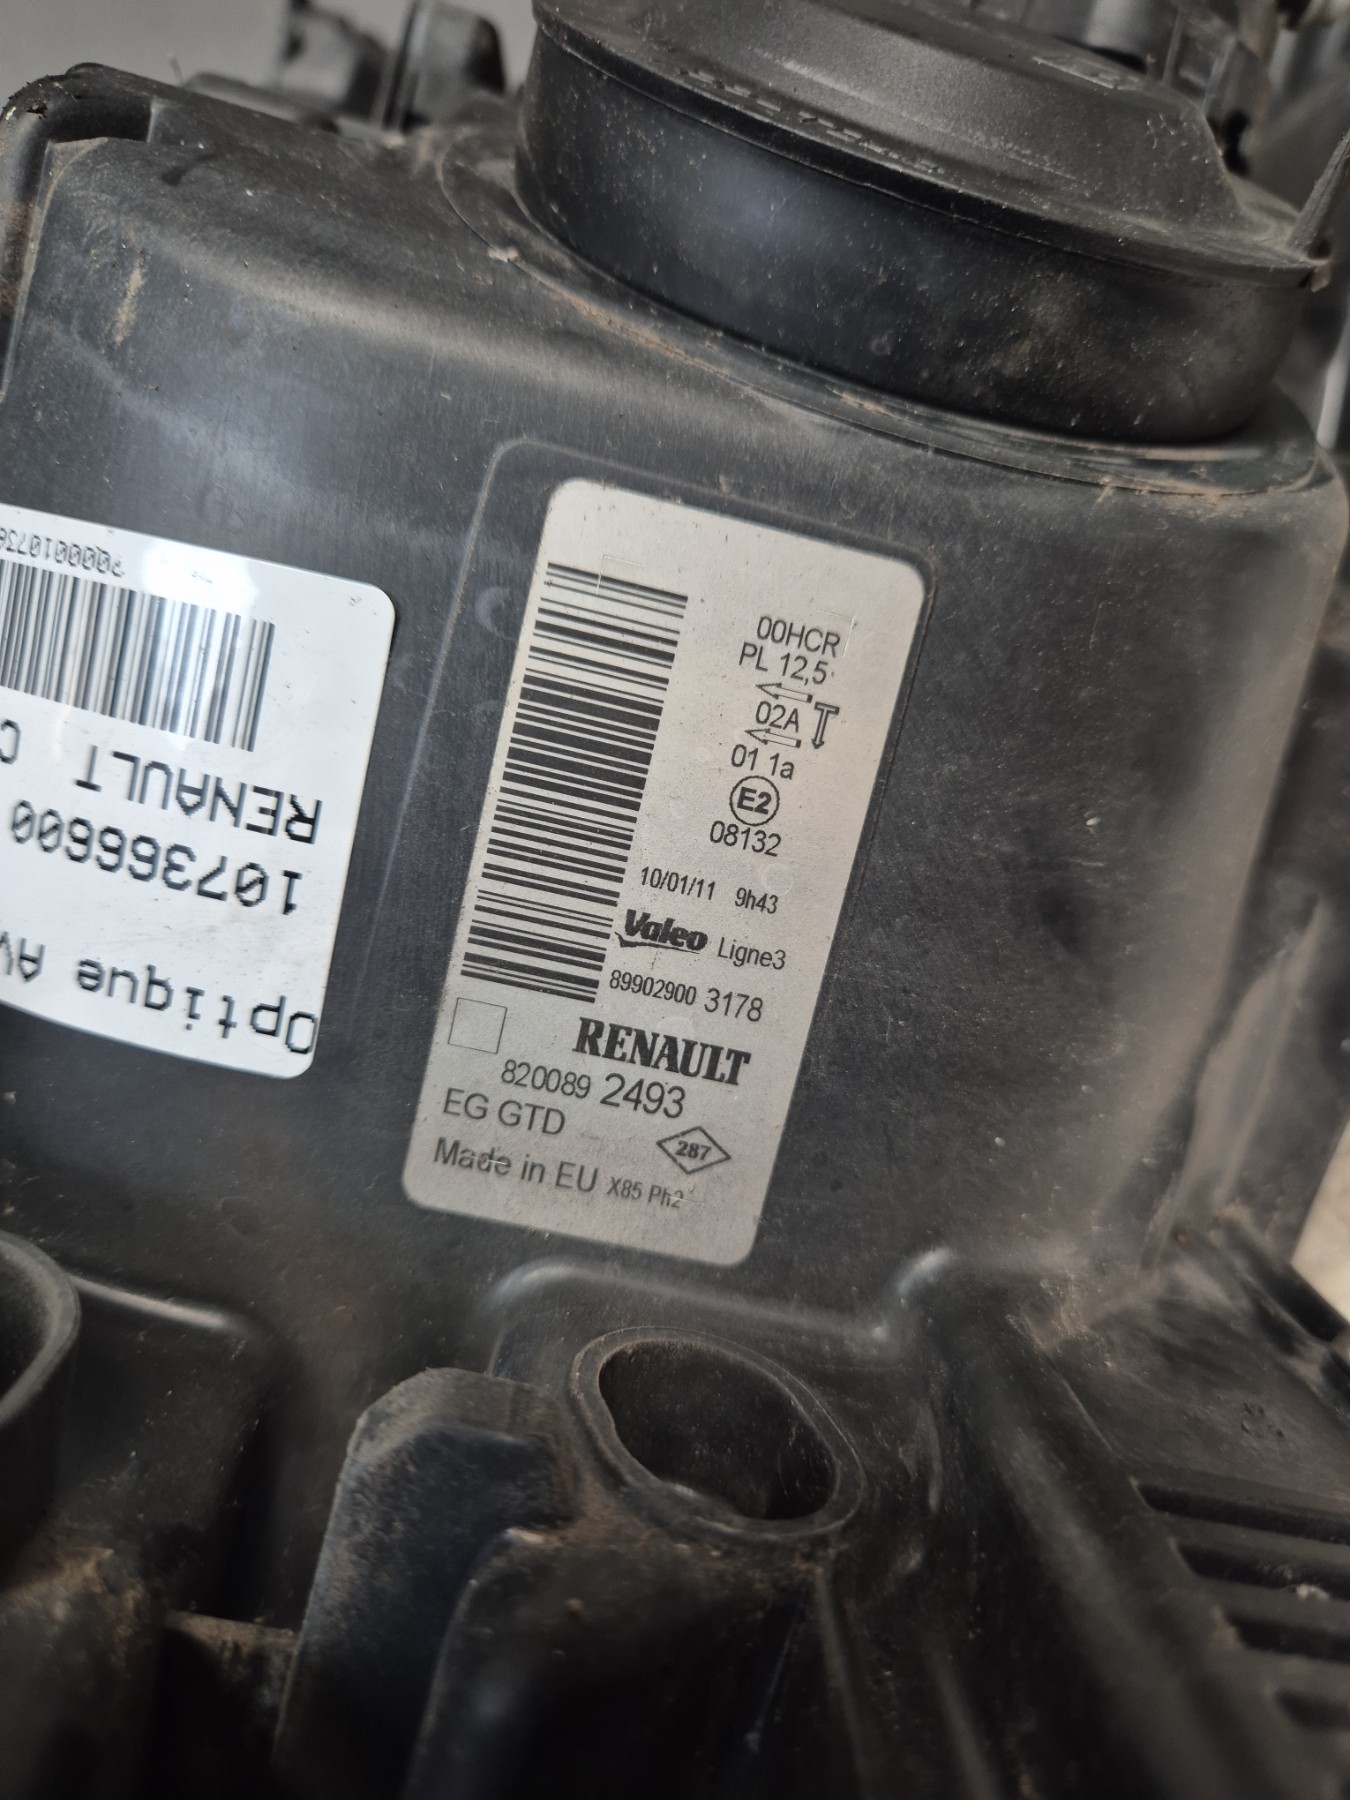 00HCR
PL 12,5
02A
01 1a
E2
08132
10/01/11 9h43
Valeo Ligne3
89902900 3178
RENAULT
820089 2493
EG GTD
287
Made in EU X85 Ph2
Optique AV
107366600
RENAULT C